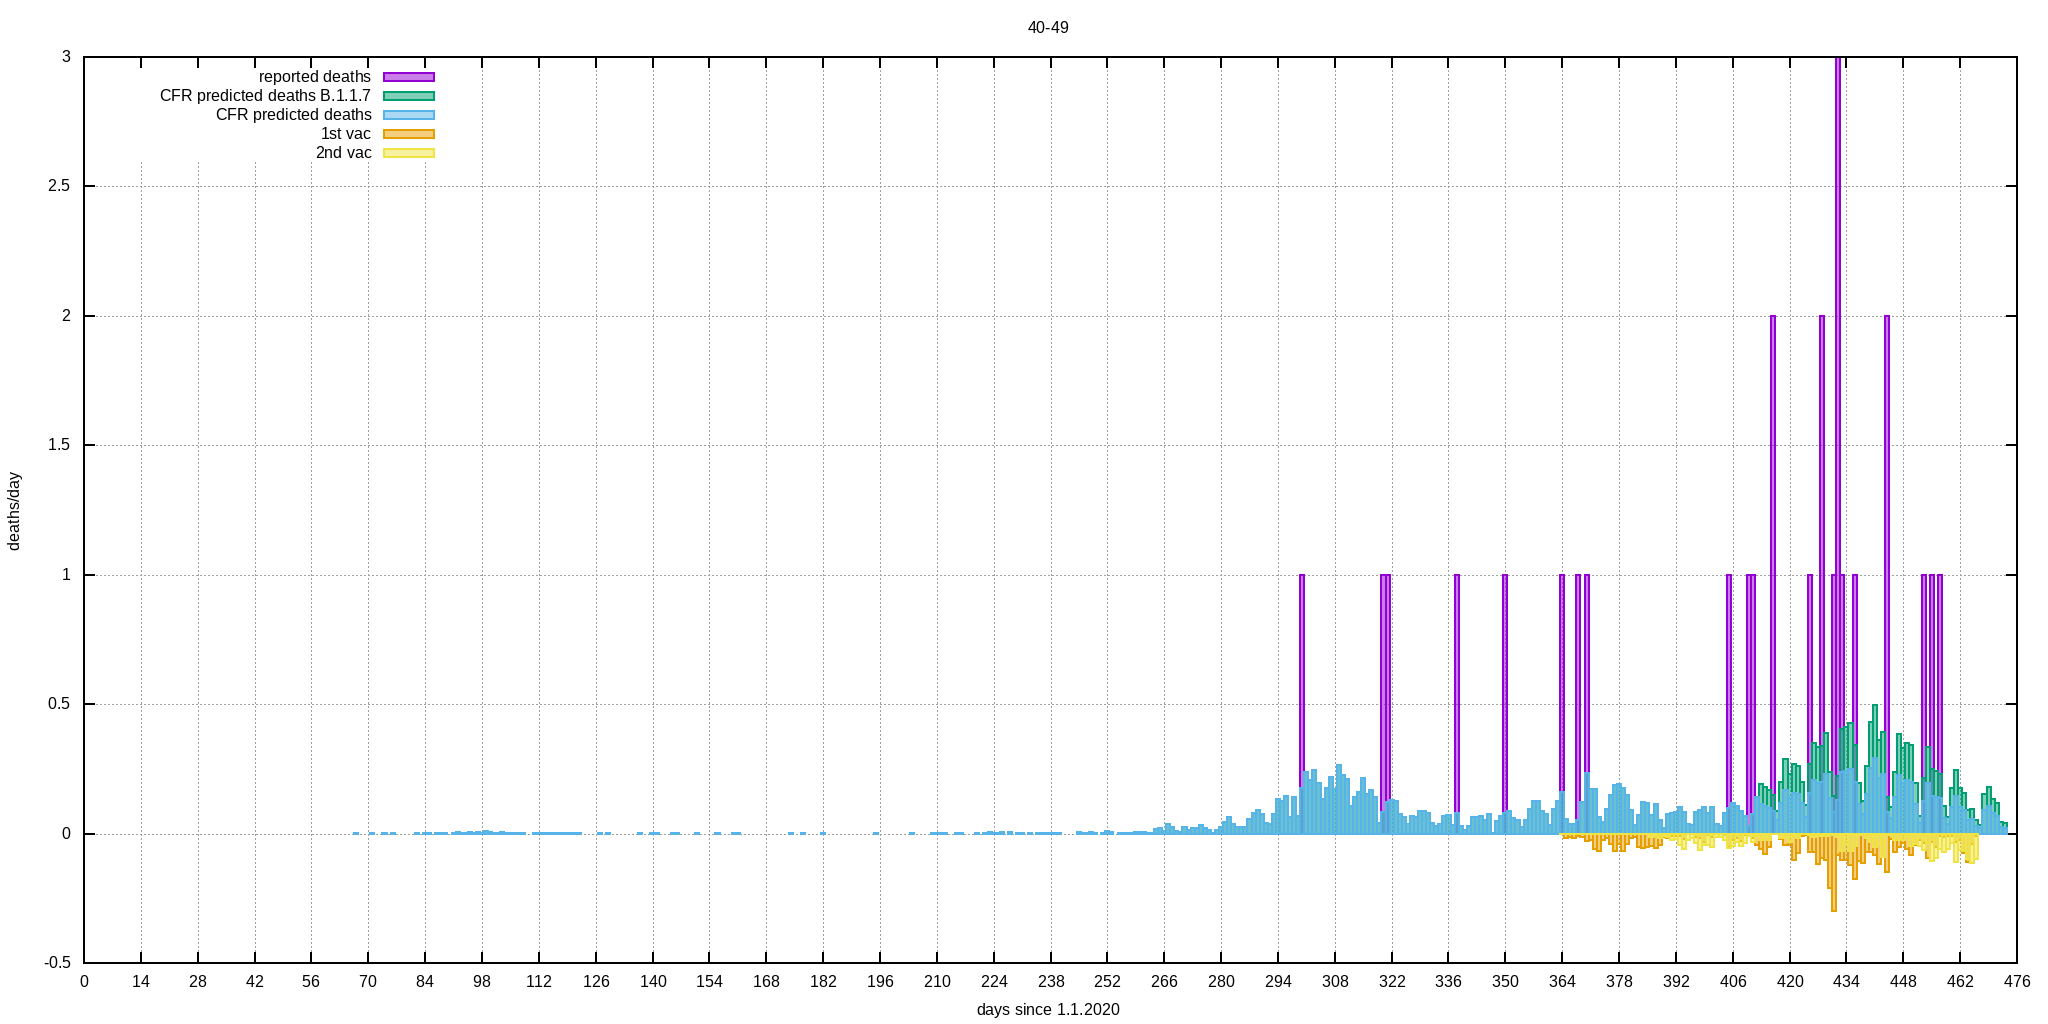 40-49
3
reported deaths
CFR predicted deaths B.1.1.7
CFR predicted deaths
1st vac
2nd vac
2.5
2
1.5
deaths/day
1
0.5
0
-0.5
0 14 28 42 56 70 84 98 112 126 140 154 168 182 196 210 224 238 252 266 280 294 308 322 336 350 364 378 392 406 420 434 448 462 476
days since 1.1.2020